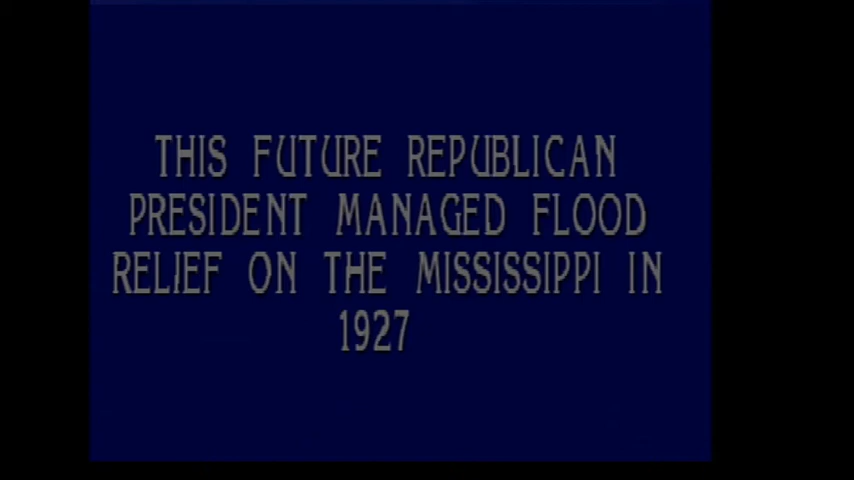 THIS FUTURE REPUBLICAN
PRESIDENT MANAGED FLOOD
RELIEF ON THE MISSISSIPPI IN
1927